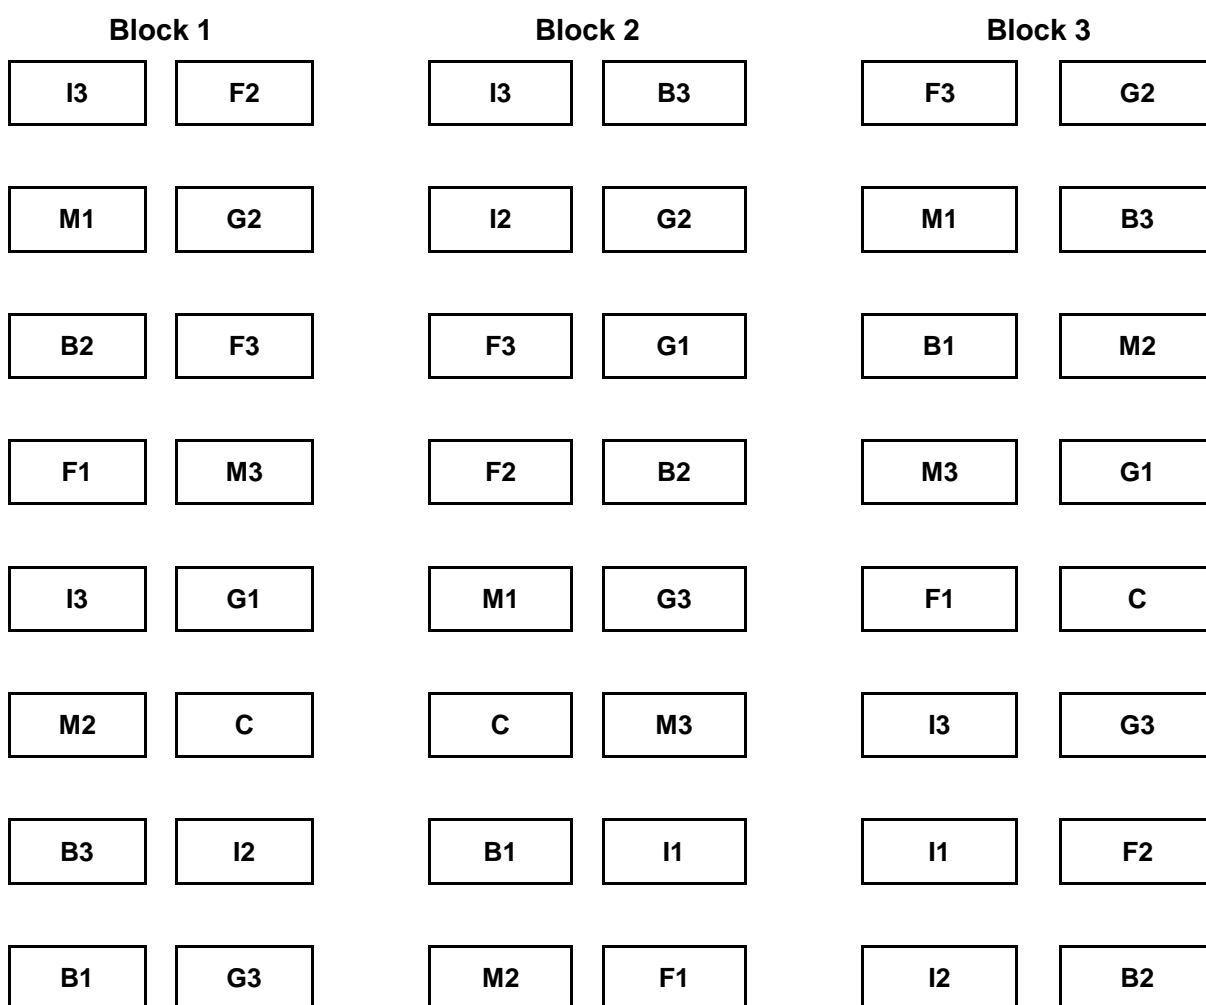 Block 1 Block 2 Block 3
I3 F2 I3 B3 F3 G2
M1 G2 I2 G2 M1 B3
B2 F3 F3 G1 B1 M2
F1 M3 F2 B2 M3 G1
I3 G1 M1 G3 F1 C
M2 C C M3 I3 G3
B3 I2 B1 I1 I1 F2
B1 G3 M2 F1 I2 B2